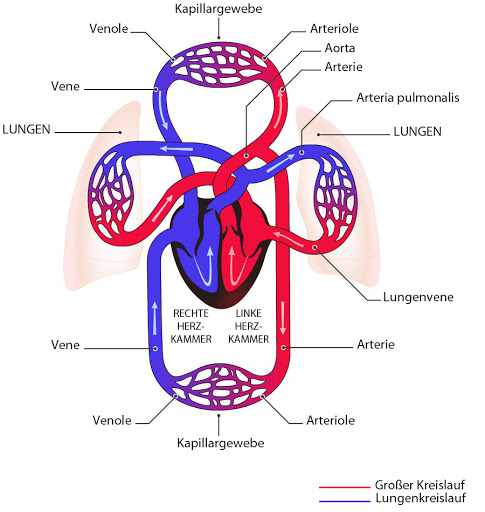 Kapillargewebe
Venole
Arteriole
Aorta
Arterie
Vene
Arteria pulmonalis
LUNGEN
LUNGEN
Lungenvene
RECHTE
HERZ-
KAMMER
LINKE
HERZ-
KAMMER
Vene
Arterie
Venole
Arteriole
Kapillargewebe
Großer Kreislauf
Lungenkreislauf